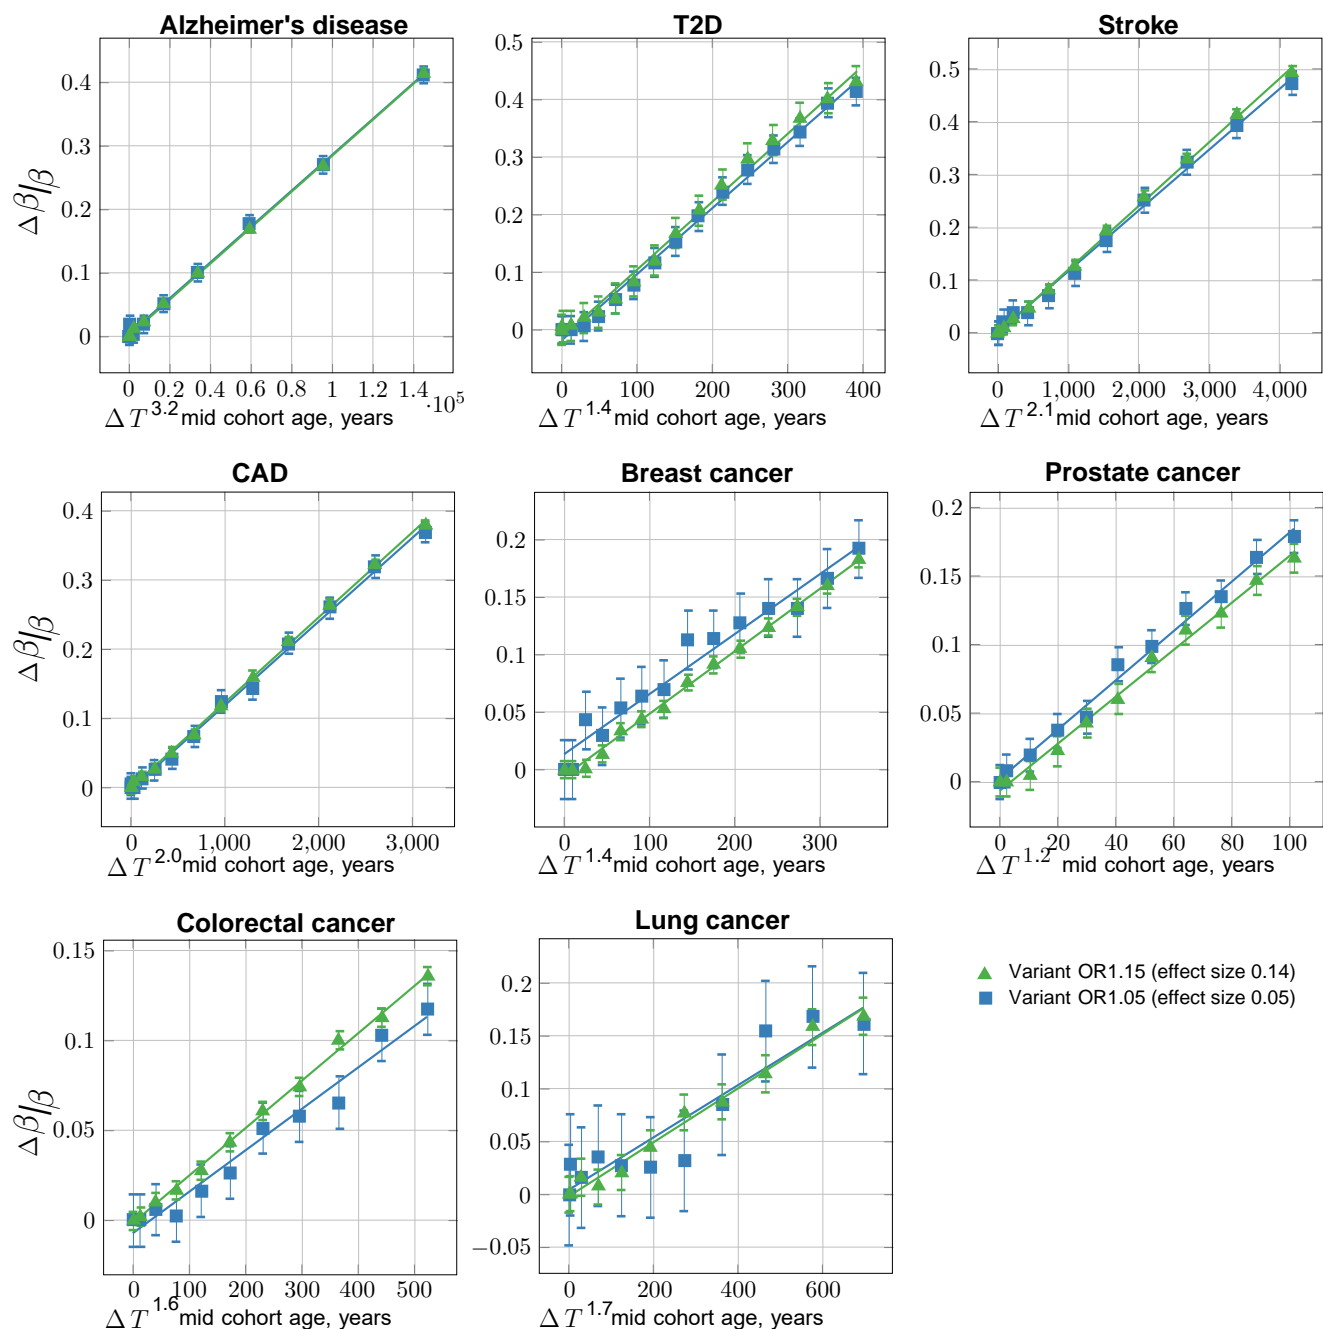 Alzheimer's disease T2D Stroke
0.4 0.5 0.5
0.3 0.4 0.4
0.2 0.3 0.3
0.1 0.2 0.2
0 0.1 0.1
0 0
Δβ/β
0 0.2 0.4 0.6 0.8 1 1.2 1.4 0 100 200 300 400 0 1,000 2,000 3,000 4,000
·10^5
ΔT^3.2 mid cohort age, years ΔT^1.4 mid cohort age, years ΔT^2.1 mid cohort age, years
CAD Breast cancer Prostate cancer
0.4 0.2 0.2
0.3 0.15 0.15
0.2 0.1 0.1
0.1 0.05 0.05
0 0 0
Δβ/β
0 1,000 2,000 3,000 0 100 200 300 0 20 40 60 80 100
ΔT^2.0 mid cohort age, years ΔT^1.4 mid cohort age, years ΔT^1.2 mid cohort age, years
Colorectal cancer Lung cancer
0.15 0.2
0.1 0.15
0.05 0.1
0 0.05
0
−0.05
Δβ/β
0 100 200 300 400 500 0 200 400 600
ΔT^1.6 mid cohort age, years ΔT^1.7 mid cohort age, years
Variant OR1.15 (effect size 0.14)
Variant OR1.05 (effect size 0.05)